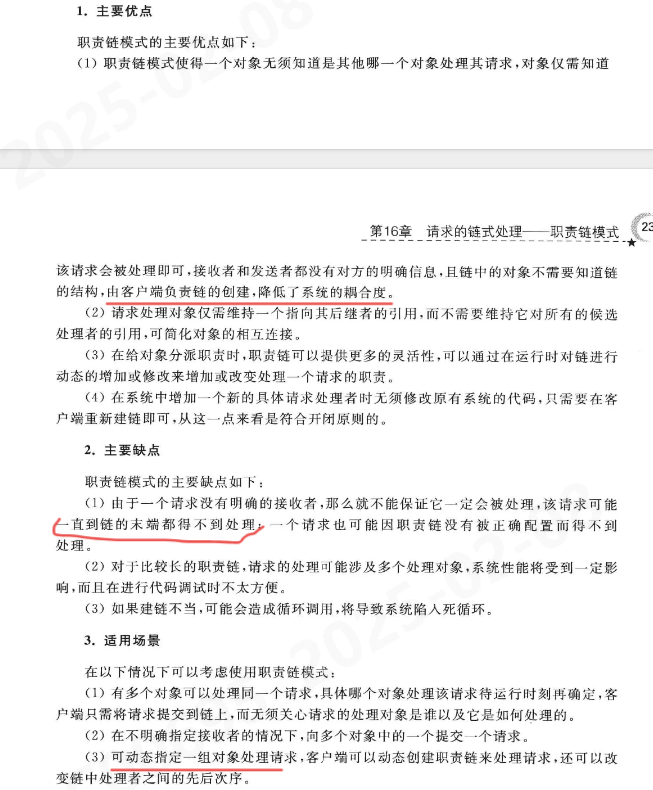 1. 主要优点
职责链模式的主要优点如下：
（1）职责链模式使得一个对象无须知道是其他哪一个对象处理其请求，对象仅需知道
第16章 请求的链式处理——职责链模式
23
该请求会被处理即可，接收者和发送者都没有对方的明确信息，且链中的对象不需要知道链
的结构，由客户端负责链的创建，降低了系统的耦合度。
（2）请求处理对象仅需维持一个指向其后继者的引用，而不需要维持它对所有的候选
处理者的引用，可简化对象的相互连接。
（3）在给对象分派职责时，职责链可以提供更多的灵活性，可以通过在运行时对链进行
动态的增加或修改来增加或改变处理一个请求的职责。
（4）在系统中增加一个新的具体请求处理者时无须修改原有系统的代码，只需要在客
户端重新建链即可，从这一点来看是符合开闭原则的。
2. 主要缺点
职责链模式的主要缺点如下：
（1）由于一个请求没有明确的接收者，那么就不能保证它一定会被处理，该请求可能
一直到链的末端都得不到处理；一个请求也可能因职责链没有被正确配置而得不到
处理。
（2）对于比较长的职责链，请求的处理可能涉及多个处理对象，系统性能将受到一定影
响，而且在进行代码调试时不太方便。
（3）如果建链不当，可能会造成循环调用，将导致系统陷入死循环。
3. 适用场景
在以下情况下可以考虑使用职责链模式：
（1）有多个对象可以处理同一个请求，具体哪个对象处理该请求待运行时刻再确定，客
户端只需将请求提交到链上，而无须关心请求的处理对象是谁以及它是如何处理的。
（2）在不明确指定接收者的情况下，向多个对象中的一个提交一个请求。
（3）可动态指定一组对象处理请求，客户端可以动态创建职责链来处理请求，还可以改
变链中处理者之间的先后次序。